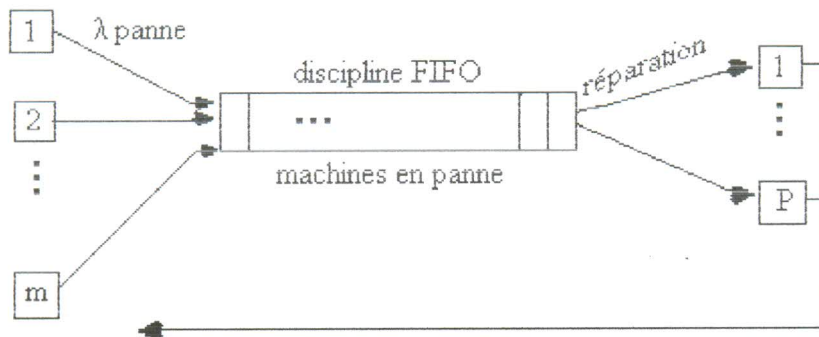 1
λ panne
discipline FIFO
réparation
1
2
...
machines en panne
P
m